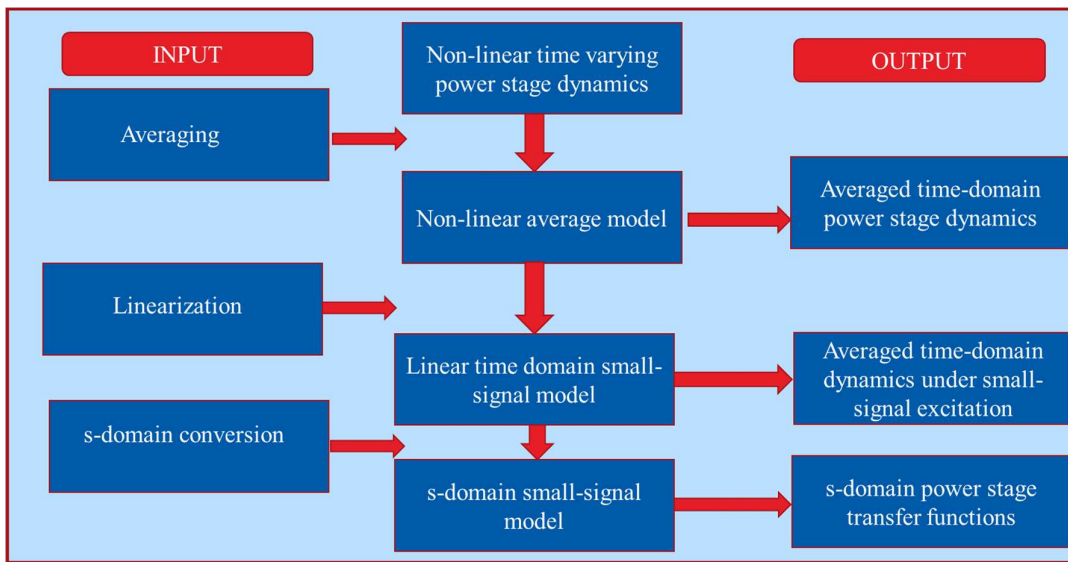 INPUT
Averaging
Linearization
s-domain conversion
Non-linear time varying
power stage dynamics
Non-linear average model
Linear time domain small-
signal model
s-domain small-signal
model
OUTPUT
Averaged time-domain
power stage dynamics
Averaged time-domain
dynamics under small-
signal excitation
s-domain power stage
transfer functions